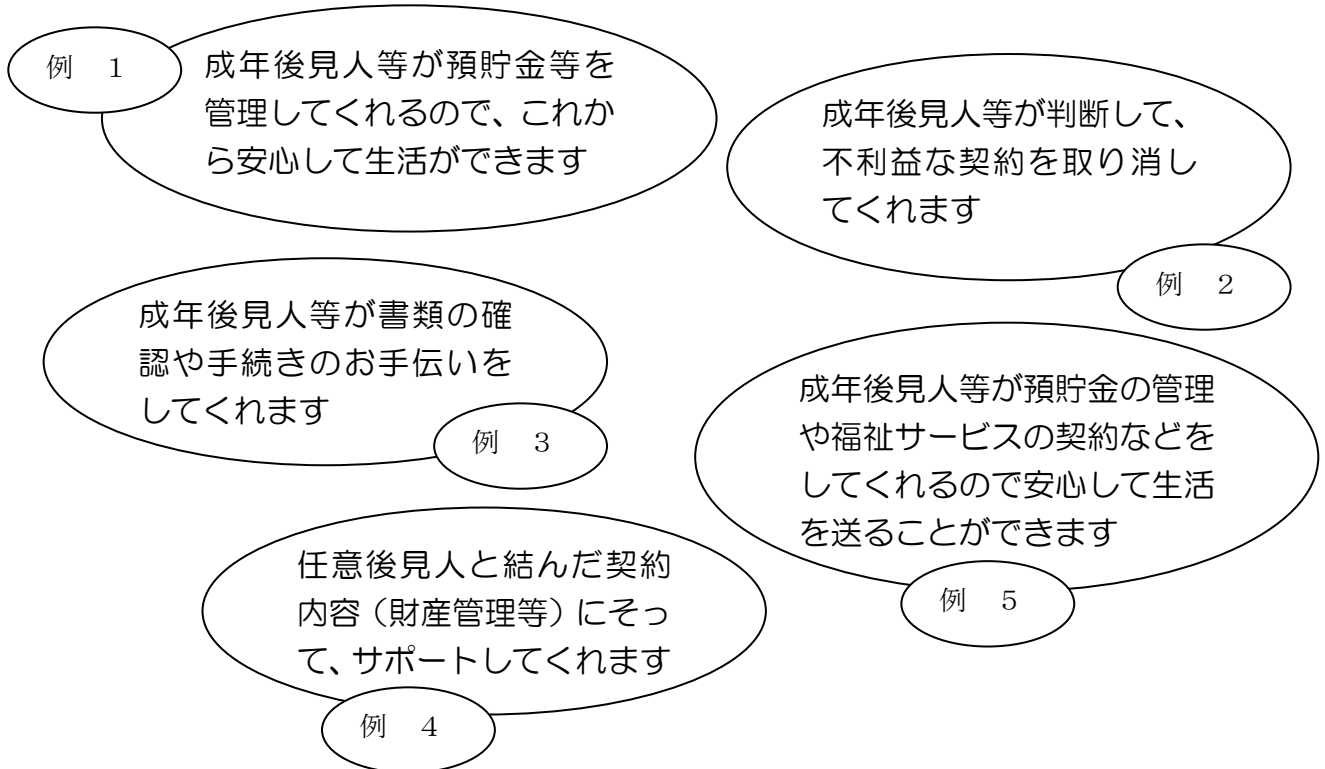 例　１
成年後見人等が預貯金等を
管理してくれるので、これか
ら安心して生活ができます
成年後見人等が判断して、
不利益な契約を取り消し
てくれます
例　２
成年後見人等が書類の確
認や手続きのお手伝いを
してくれます
例　３
成年後見人等が預貯金の管理
や福祉サービスの契約などを
してくれるので安心して生活
を送ることができます
例　５
任意後見人と結んだ契約
内容（財産管理等）にそっ
て、サポートしてくれます
例　４